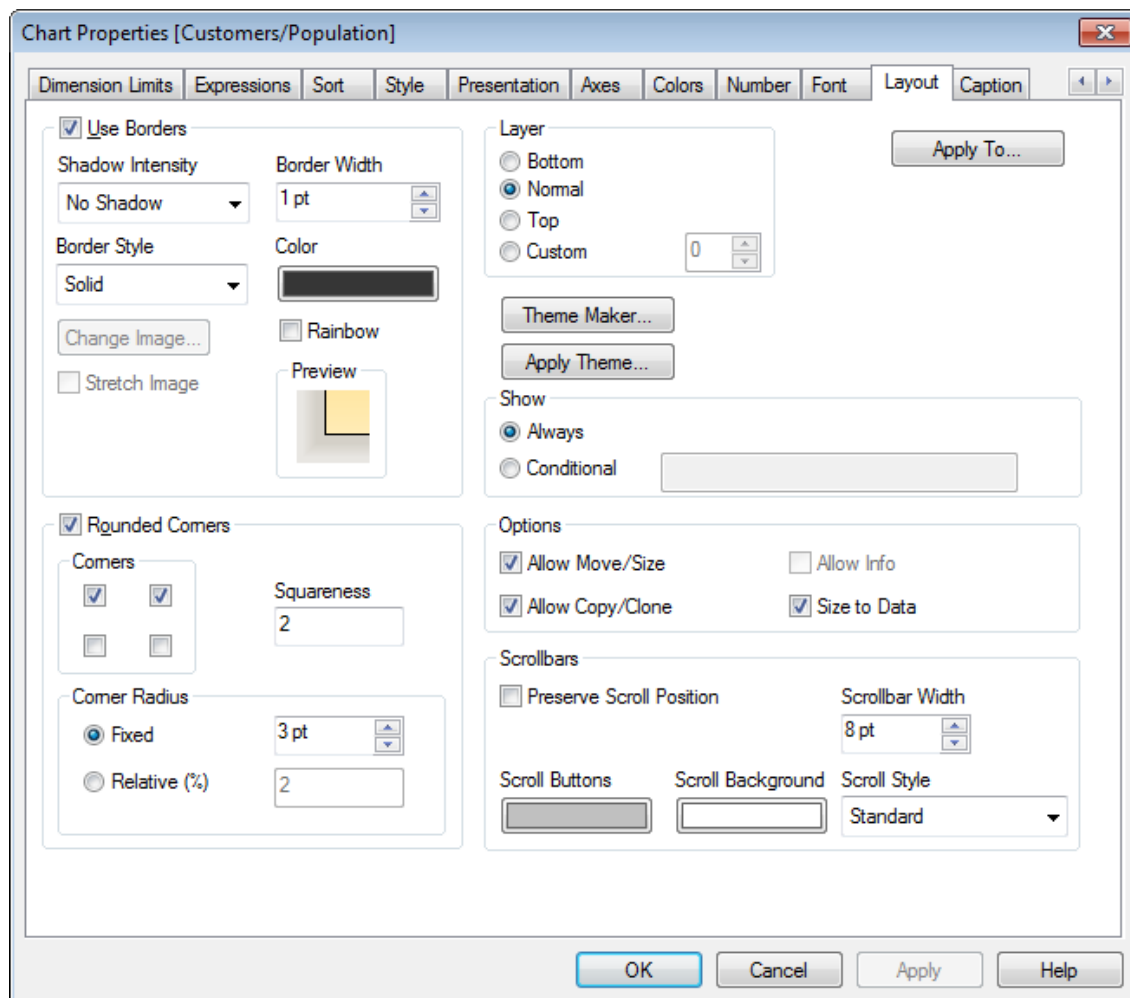 Chart Properties [Customers/Population]
Dimension Limits Expressions Sort Style Presentation Axes Colors Number Font Layout Caption
Use Borders
Shadow Intensity Border Width
No Shadow 1 pt
Border Style Color
Solid
Change Image... Rainbow
Stretch Image Preview
Layer
Bottom
Normal
Top
Custom 0
Apply To...
Theme Maker...
Apply Theme...
Show
Always
Conditional
Rounded Corners
Corners
Squareness
2
Corner Radius
Fixed 3 pt
Relative (%) 2
Options
Allow Move/Size Allow Info
Allow Copy/Clone Size to Data
Scrollbars
Preserve Scroll Position Scrollbar Width
8 pt
Scroll Buttons Scroll Background Scroll Style
Standard
OK Cancel Apply Help